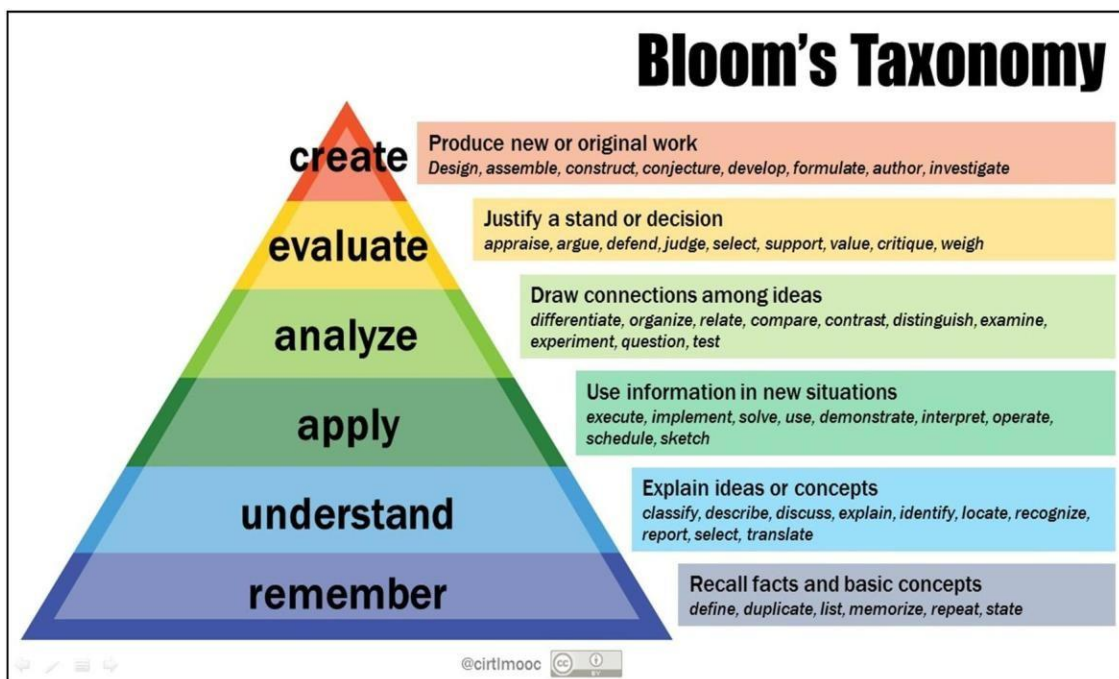 Bloom's Taxonomy
create
Produce new or original work
Design, assemble, construct, conjecture, develop, formulate, author, investigate
evaluate
Justify a stand or decision
appraise, argue, defend, judge, select, support, value, critique, weigh
analyze
Draw connections among ideas
differentiate, organize, relate, compare, contrast, distinguish, examine,
experiment, question, test
apply
Use information in new situations
execute, implement, solve, use, demonstrate, interpret, operate,
schedule, sketch
understand
Explain ideas or concepts
classify, describe, discuss, explain, identify, locate, recognize,
report, select, translate
remember
Recall facts and basic concepts
define, duplicate, list, memorize, repeat, state
@cirtlmooc
cc
BY